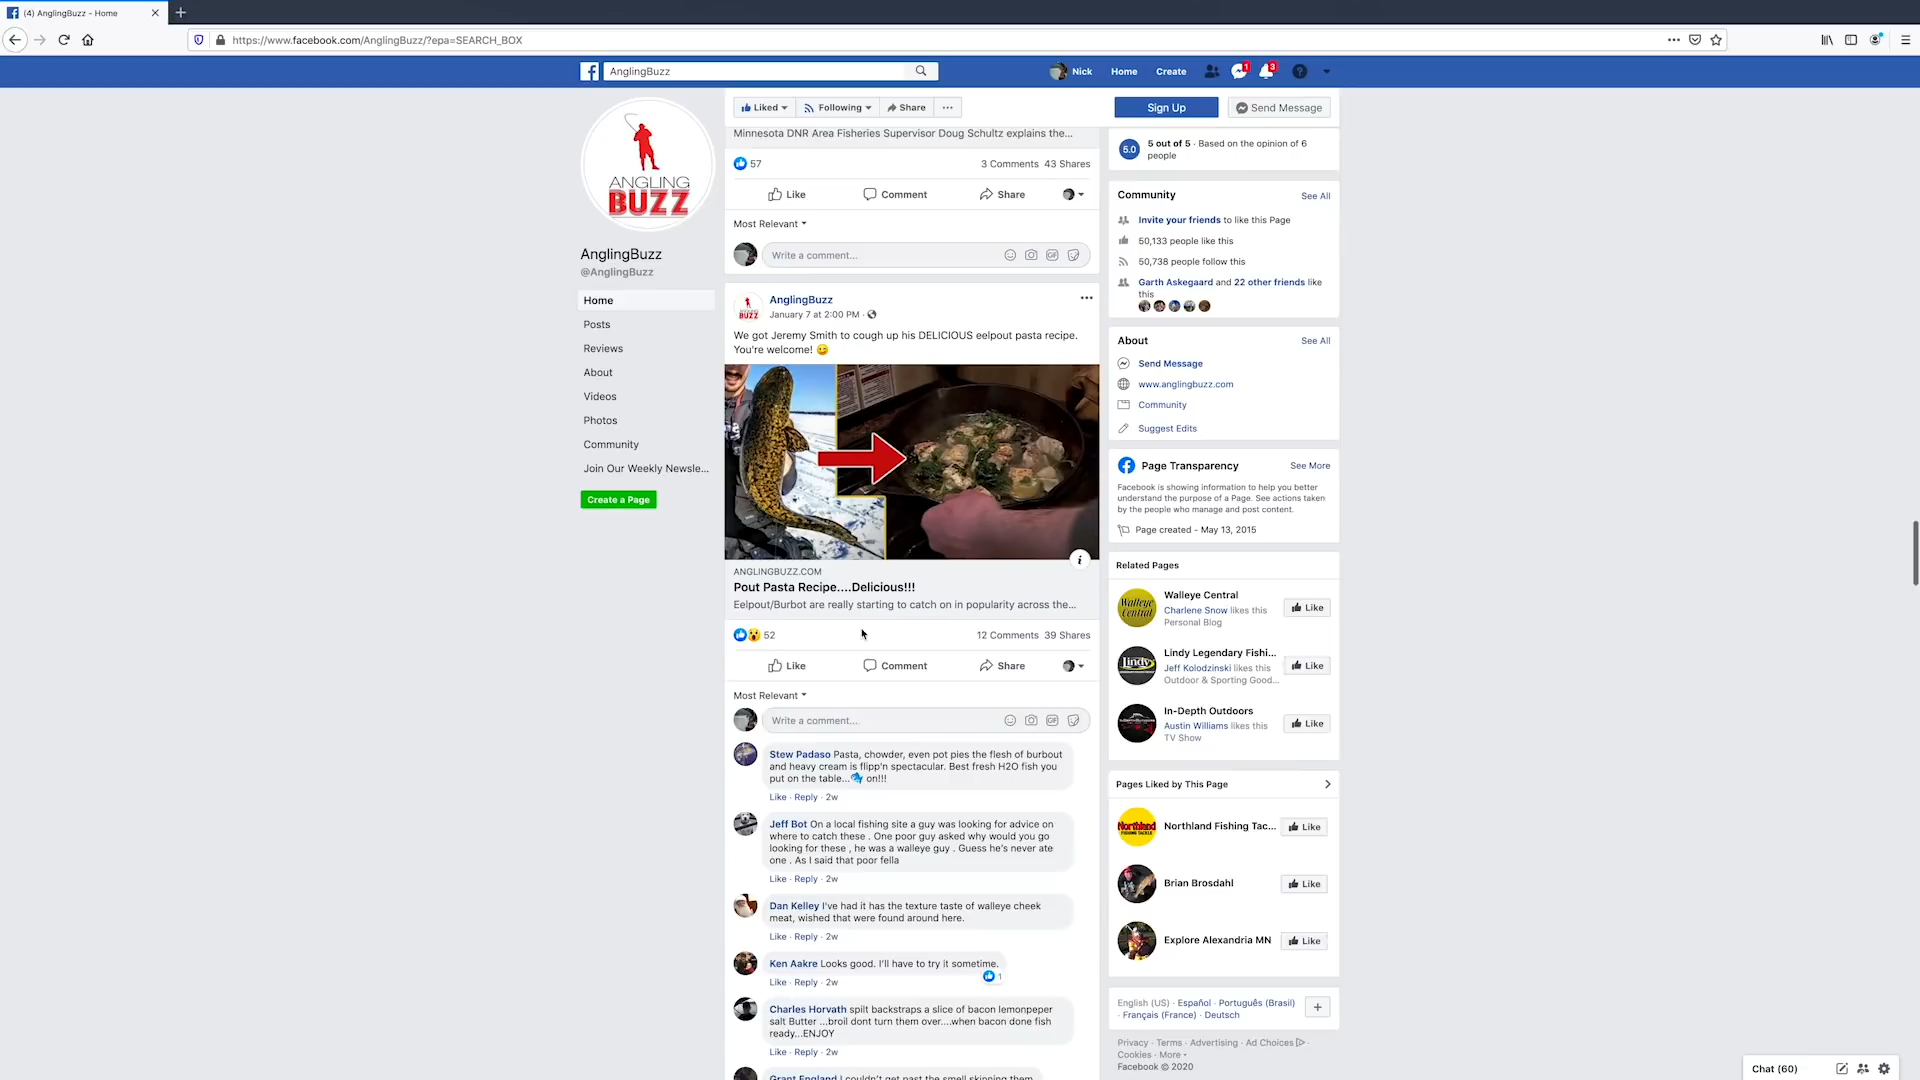 (4) AnglingBuzz - Home
https://www.facebook.com/AnglingBuzz/?epa=SEARCH_BOX
AnglingBuzz
Nick
Home
Create
1
3
ANGLING
BUZZ
AnglingBuzz
@AnglingBuzz
Home
Posts
Reviews
About
Videos
Photos
Community
Join Our Weekly Newsle...
Create a Page
Liked
Following
Share
Sign Up
Send Message
Minnesota DNR Area Fisheries Supervisor Doug Schultz explains the...
57
3 Comments 43 Shares
Like
Comment
Share
Most Relevant
Write a comment...
GIF
BUZZ
AnglingBuzz
January 7 at 2:00 PM ·
We got Jeremy Smith to cough up his DELICIOUS eelpout pasta recipe.
You're welcome! 😋
i
ANGLINGBUZZ.COM
Pout Pasta Recipe....Delicious!!!
Eelpout/Burbot are really starting to catch on in popularity across the...
52
12 Comments 39 Shares
Like
Comment
Share
Most Relevant
Write a comment...
GIF
Stew Padaso Pasta, chowder, even pot pies the flesh of burbout
and heavy cream is flipp'n spectacular. Best fresh H2O fish you
put on the table...🐟 on!!!
Like · Reply · 2w
Jeff Bot On a local fishing site a guy was looking for advice on
where to catch these . One poor guy asked why would you go
looking for these , he was a walleye guy . Guess he's never ate
one . As I said that poor fella
Like · Reply · 2w
Dan Kelley I've had it has the texture taste of walleye cheek
meat, wished that were found around here.
Like · Reply · 2w
Ken Aakre Looks good. I'll have to try it sometime.
1
Like · Reply · 2w
Charles Horvath spilt backstraps a slice of bacon lemonpeper
salt Butter ...broil dont turn them over....when bacon done fish
ready...ENJOY
Like · Reply · 2w
Grant England I couldn't get past the smell skinning them
5.0
5 out of 5 · Based on the opinion of 6
people
Community
See All
Invite your friends to like this Page
50,133 people like this
50,738 people follow this
Garth Askegaard and 22 other friends like
this
About
See All
Send Message
www.anglingbuzz.com
Community
Suggest Edits
Page Transparency
See More
Facebook is showing information to help you better
understand the purpose of a Page. See actions taken
by the people who manage and post content.
Page created - May 13, 2015
Related Pages
Walleye Central
Walleye Central
Charlene Snow likes this
Personal Blog
Like
Lindy
Lindy Legendary Fishi...
Jeff Kolodzinski likes this
Outdoor & Sporting Good...
Like
In-Depth Outdoors
Austin Williams likes this
TV Show
Like
Pages Liked by This Page
Northland
Northland Fishing Tac...
Like
Brian Brosdahl
Like
Explore Alexandria MN
Like
English (US) · Español · Português (Brasil)
· Français (France) · Deutsch
Privacy · Terms · Advertising · Ad Choices ·
Cookies · More
Facebook © 2020
Chat (60)